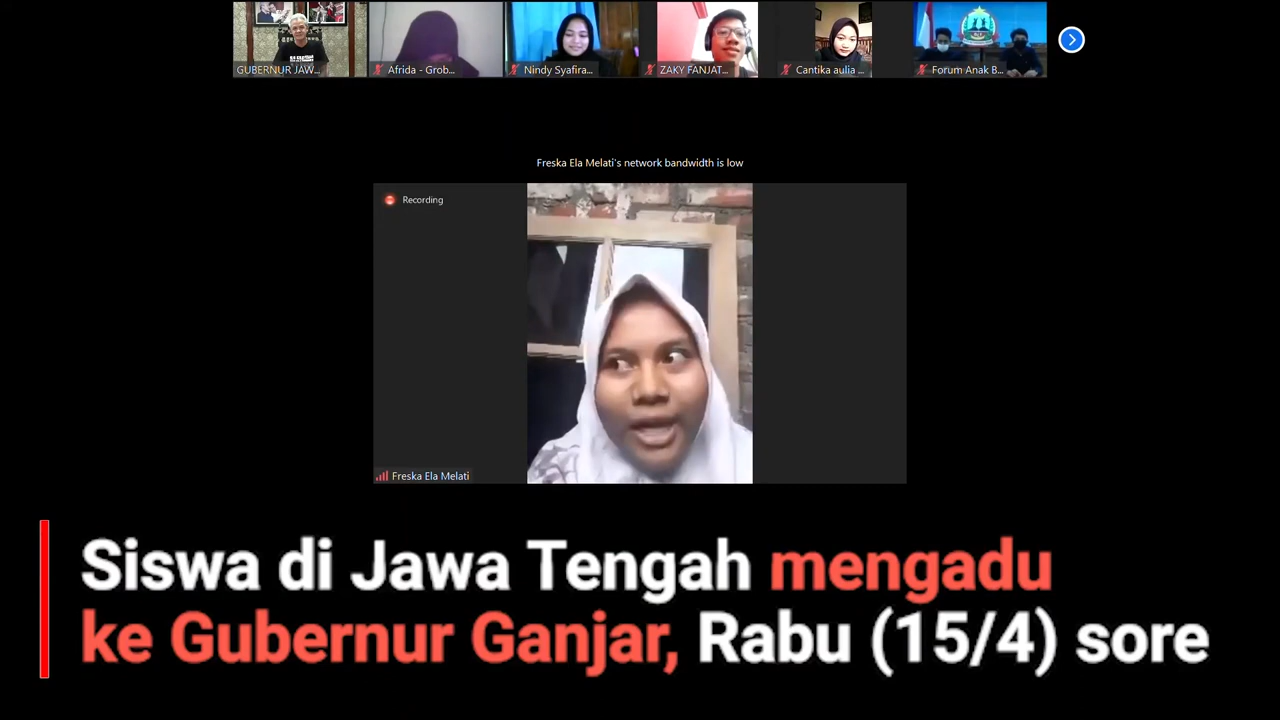 GUBERNUR JAW...
Afrida - Grob...
Nindy Syafira...
ZAKY FANJAT...
Cantika aulia ...
Forum Anak B...
Freska Ela Melati's network bandwidth is low
Recording
Freska Ela Melati
Siswa di Jawa Tengah mengadu
ke Gubernur Ganjar, Rabu (15/4) sore